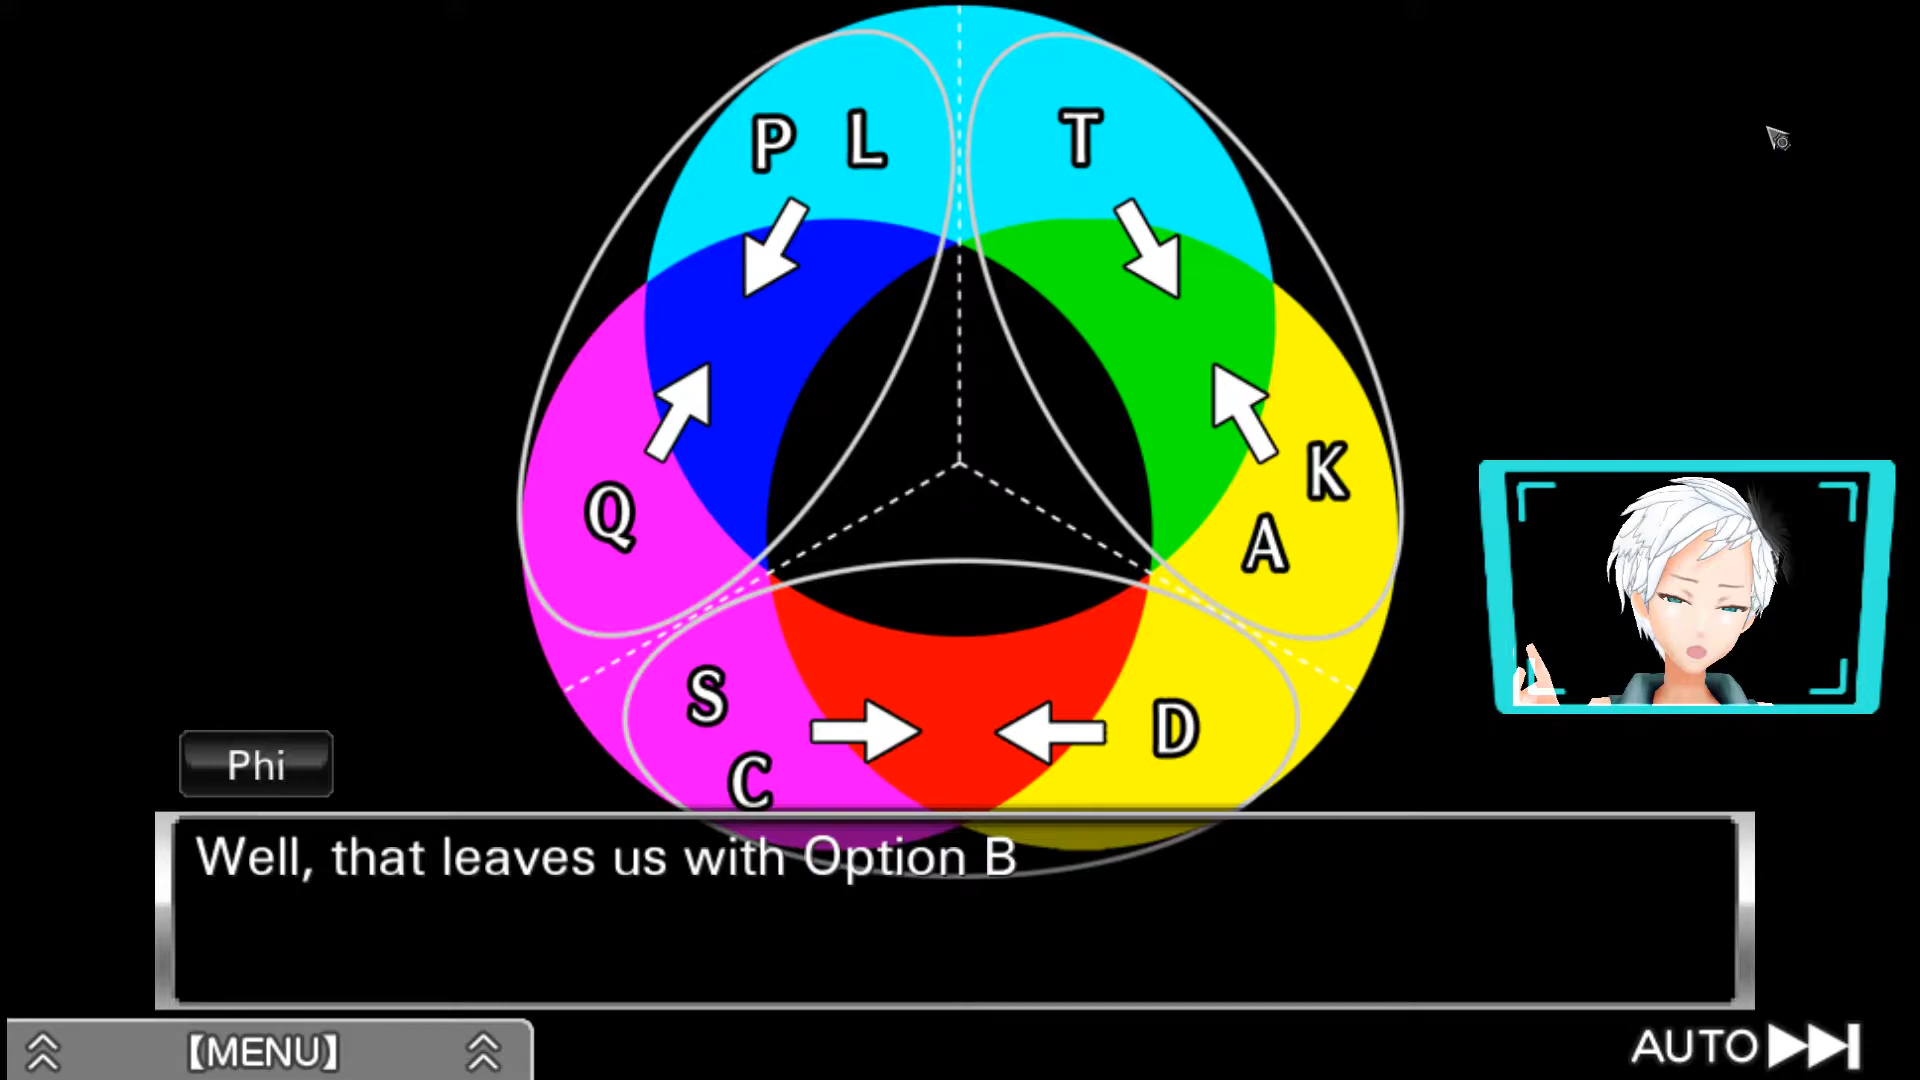 P L T
Q K
A
S D
C
Phi
Well, that leaves us with Option B
【MENU】
AUTO